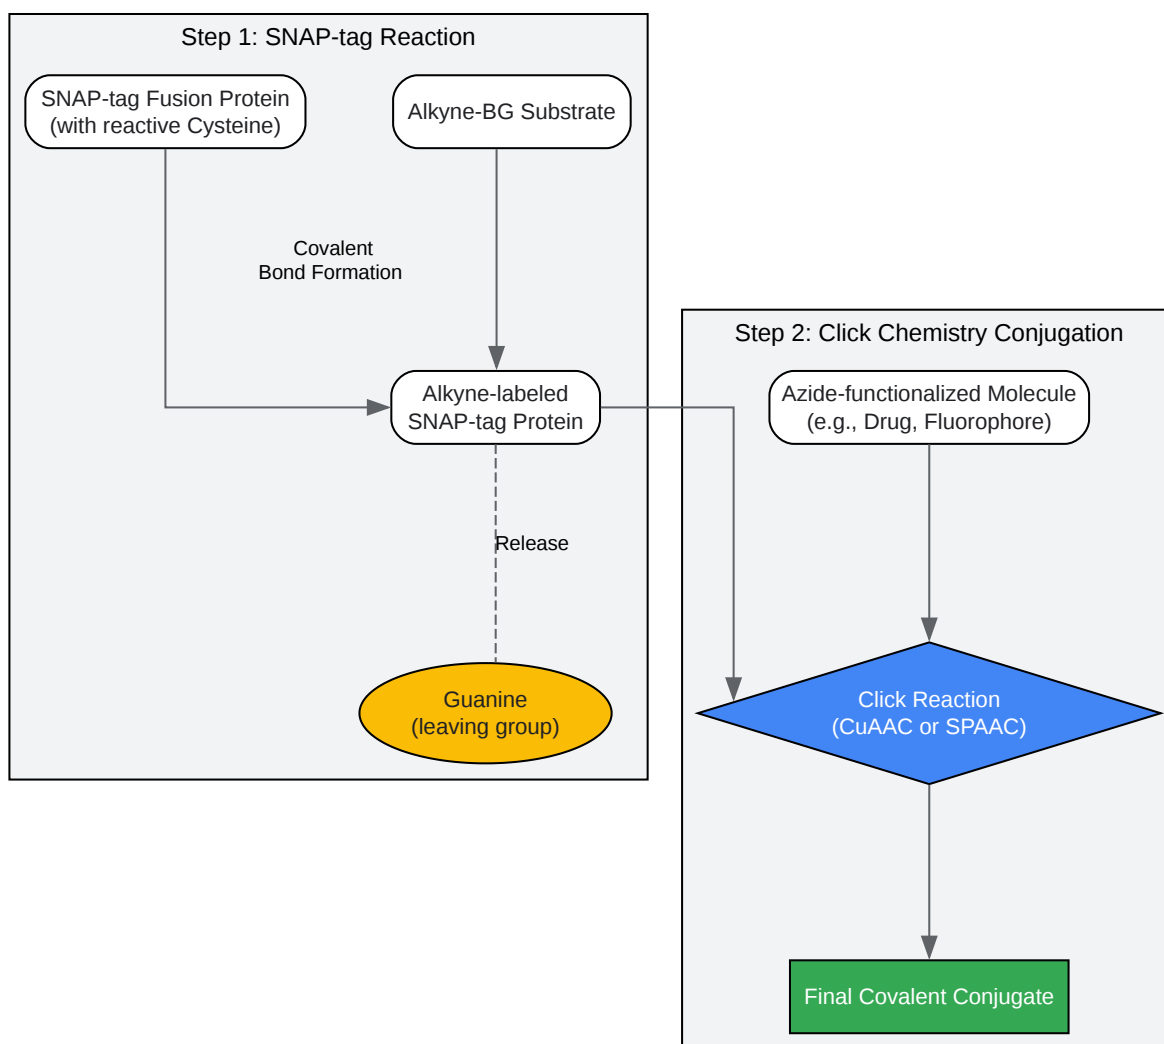 Step 1: SNAP-tag Reaction
SNAP-tag Fusion Protein
(with reactive Cysteine)
Alkyne-BG Substrate
Covalent
Bond Formation
Alkyne-labeled
SNAP-tag Protein
Release
Guanine
(leaving group)
Step 2: Click Chemistry Conjugation
Azide-functionalized Molecule
(e.g., Drug, Fluorophore)
Click Reaction
(CuAAC or SPAAC)
Final Covalent Conjugate